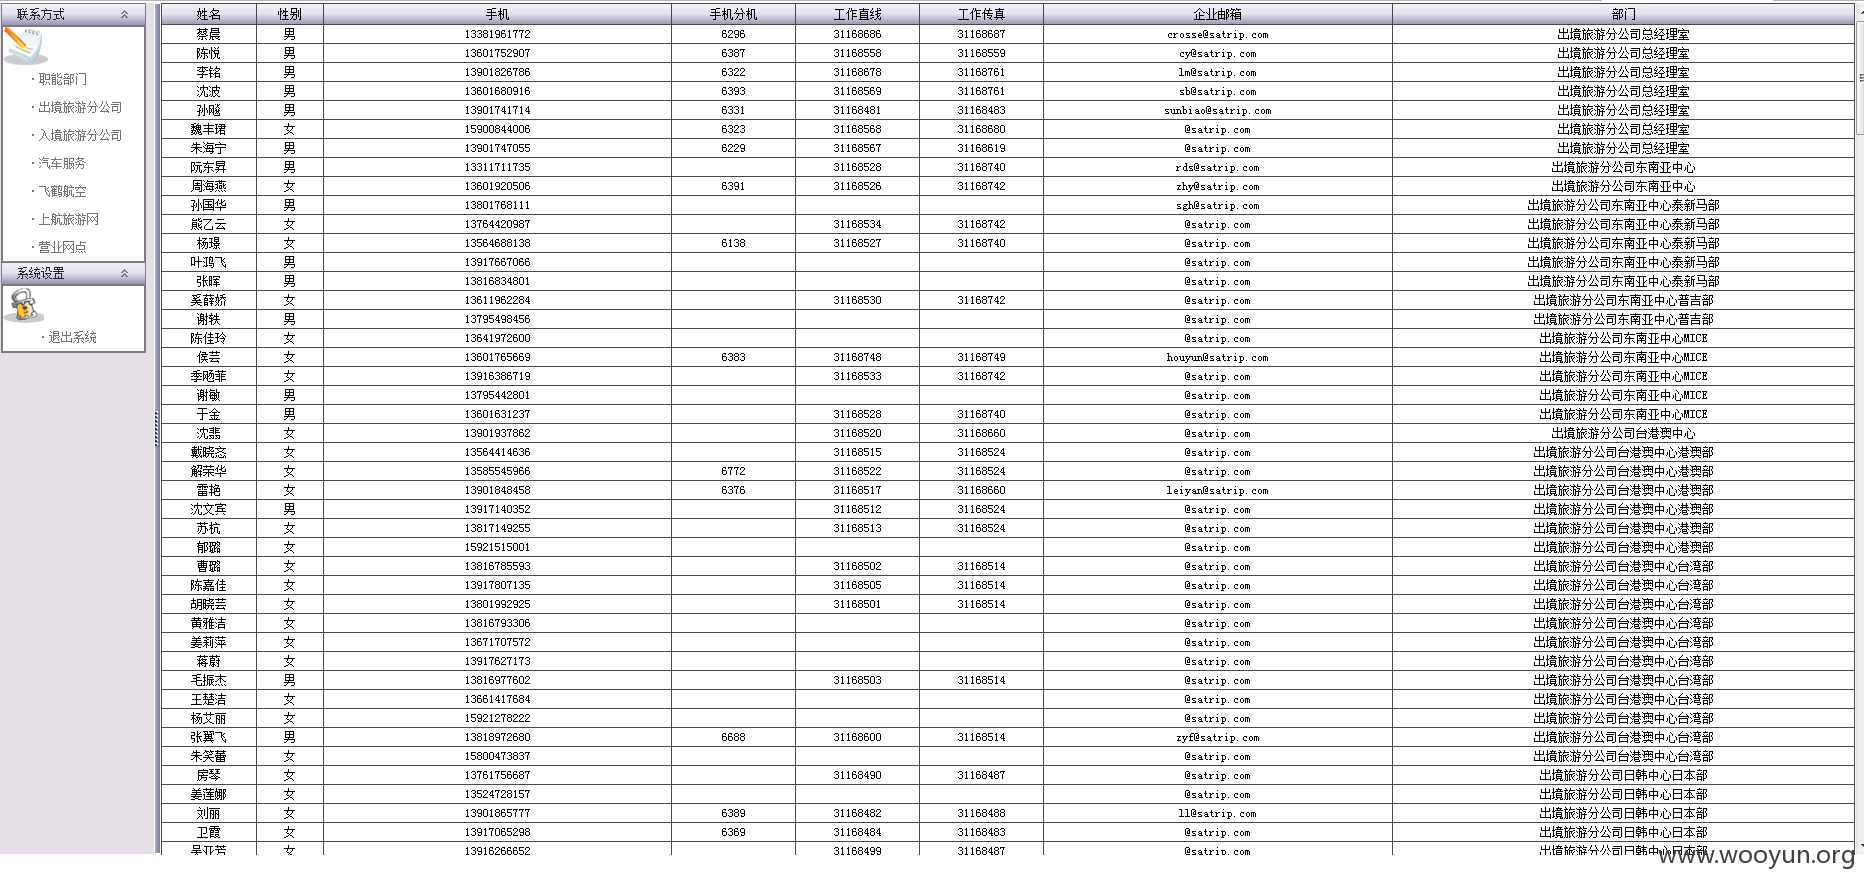 联系方式
职能部门
出境旅游分公司
入境旅游分公司
汽车服务
飞鹤航空
上航旅游网
营业网点
系统设置
退出系统
姓名 性别 手机 手机分机 工作直线 工作传真 企业邮箱 部门
蔡晨 男 13381961772 6296 31168686 31168687 crosse@satrip.com 出境旅游分公司总经理室
陈悦 男 13601752907 6387 31168558 31168559 cy@satrip.com 出境旅游分公司总经理室
李铭 男 13901826786 6322 31168678 31168761 lm@satrip.com 出境旅游分公司总经理室
沈波 男 13601680916 6393 31168569 31168761 sb@satrip.com 出境旅游分公司总经理室
孙飚 男 13901741714 6331 31168481 31168483 sunbiao@satrip.com 出境旅游分公司总经理室
魏丰珺 女 15900844006 6323 31168568 31168680 @satrip.com 出境旅游分公司总经理室
朱海宁 男 13901747055 6229 31168567 31168619 @satrip.com 出境旅游分公司总经理室
阮东昇 男 13311711735 31168528 31168740 rds@satrip.com 出境旅游分公司东南亚中心
周海燕 女 13601920506 6391 31168526 31168742 zhy@satrip.com 出境旅游分公司东南亚中心
孙国华 男 13801768111 sgh@satrip.com 出境旅游分公司东南亚中心泰新马部
熊乙云 女 13764420987 31168534 31168742 @satrip.com 出境旅游分公司东南亚中心泰新马部
杨璟 女 13564688138 6138 31168527 31168740 @satrip.com 出境旅游分公司东南亚中心泰新马部
叶鸿飞 男 13917667066 @satrip.com 出境旅游分公司东南亚中心泰新马部
张晖 男 13816834801 @satrip.com 出境旅游分公司东南亚中心泰新马部
奚薛娇 女 13611962284 31168530 31168742 @satrip.com 出境旅游分公司东南亚中心普吉部
谢轶 男 13795498456 @satrip.com 出境旅游分公司东南亚中心普吉部
陈佳玲 女 13641972600 @satrip.com 出境旅游分公司东南亚中心MICE
侯芸 女 13601765669 6383 31168748 31168749 houyun@satrip.com 出境旅游分公司东南亚中心MICE
季 菲 女 13916386719 31168533 31168742 @satrip.com 出境旅游分公司东南亚中心MICE
谢敏 男 13795442801 @satrip.com 出境旅游分公司东南亚中心MICE
于金 男 13601631237 31168528 31168740 @satrip.com 出境旅游分公司东南亚中心MICE
沈翡 女 13901937862 31168520 31168660 @satrip.com 出境旅游分公司台港澳中心
戴晓 女 13564414636 31168515 31168524 @satrip.com 出境旅游分公司台港澳中心港澳部
解荣华 女 13585545966 6772 31168522 31168524 @satrip.com 出境旅游分公司台港澳中心港澳部
雷艳 女 13901848458 6376 31168517 31168660 leiyan@satrip.com 出境旅游分公司台港澳中心港澳部
沈文宾 男 13917140352 31168512 31168524 @satrip.com 出境旅游分公司台港澳中心港澳部
苏杭 女 13817149255 31168513 31168524 @satrip.com 出境旅游分公司台港澳中心港澳部
郁璐 女 15921515001 @satrip.com 出境旅游分公司台港澳中心港澳部
曹璐 女 13816785593 31168502 31168514 @satrip.com 出境旅游分公司台港澳中心台湾部
陈嘉佳 女 13917807135 31168505 31168514 @satrip.com 出境旅游分公司台港澳中心台湾部
胡晓芸 女 13801992925 31168501 31168514 @satrip.com 出境旅游分公司台港澳中心台湾部
黄雅洁 女 13816793306 @satrip.com 出境旅游分公司台港澳中心台湾部
姜莉萍 女 13671707572 @satrip.com 出境旅游分公司台港澳中心台湾部
蒋蔚 女 13917627173 @satrip.com 出境旅游分公司台港澳中心台湾部
毛振杰 男 13816977602 31168503 31168514 @satrip.com 出境旅游分公司台港澳中心台湾部
王楚洁 女 13661417684 @satrip.com 出境旅游分公司台港澳中心台湾部
杨艾丽 女 15921278222 @satrip.com 出境旅游分公司台港澳中心台湾部
张翼飞 男 13818972680 6688 31168600 31168514 zyf@satrip.com 出境旅游分公司台港澳中心台湾部
朱笑蕾 女 15800473837 @satrip.com 出境旅游分公司台港澳中心台湾部
房琴 女 13761756687 31168490 31168487 @satrip.com 出境旅游分公司日韩中心日本部
姜莲娜 女 13524728157 @satrip.com 出境旅游分公司日韩中心日本部
刘丽 女 13901865777 6389 31168482 31168488 ll@satrip.com 出境旅游分公司日韩中心日本部
卫霞 女 13917065298 6369 31168484 31168483 @satrip.com 出境旅游分公司日韩中心日本部
吴亚芳 女 13916266652 31168499 31168487 @satrip.com 出境旅游分公司日韩中心日本部
www.wooyun.org